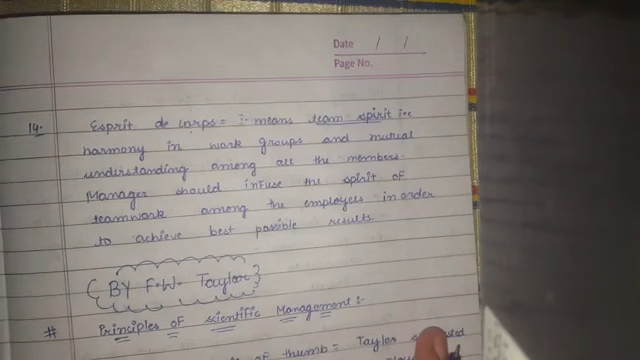 Date / /
Page No.
14. Esprit de corps = :- means team spirit i.e
harmony in work groups and mutual
understanding among all the members.
Manager should infuse the spirit of
teamwork among the employees in order
to achieve best possible results.
{ BY F.W. Taylor }
# Principles of scientific Management :-
of thumb = Taylor